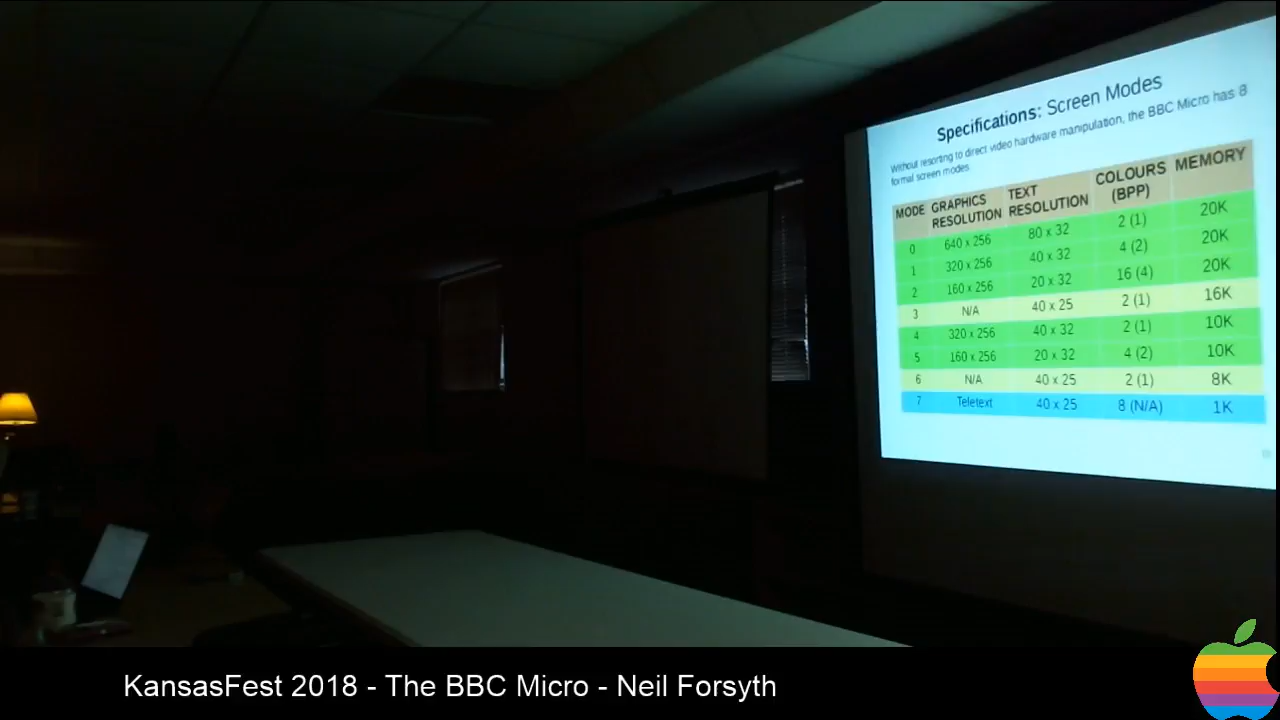 Specifications: Screen Modes
Without resorting to direct video hardware manipulation, the BBC Micro has 8
formal screen modes
MODE GRAPHICS RESOLUTION TEXT RESOLUTION COLOURS (BPP) MEMORY
0 640 x 256 80 x 32 2 (1) 20K
1 320 x 256 40 x 32 4 (2) 20K
2 160 x 256 20 x 32 16 (4) 20K
3 N/A 40 x 25 2 (1) 16K
4 320 x 256 40 x 32 2 (1) 10K
5 160 x 256 20 x 32 4 (2) 10K
6 N/A 40 x 25 2 (1) 8K
7 Teletext 40 x 25 8 (N/A) 1K
KansasFest 2018 - The BBC Micro - Neil Forsyth